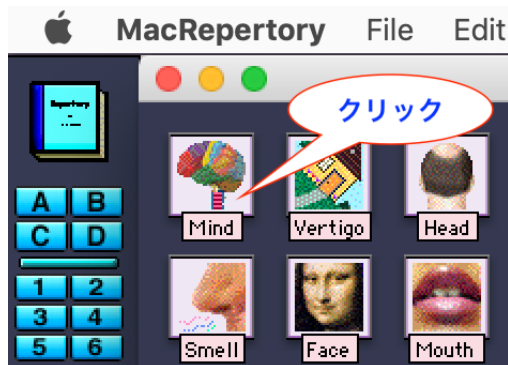 MacRepertory File Edit
Repertory
クリック
A B
C D
Mind Vertigo Head
1 2
3 4
5 6
Smell Face Mouth